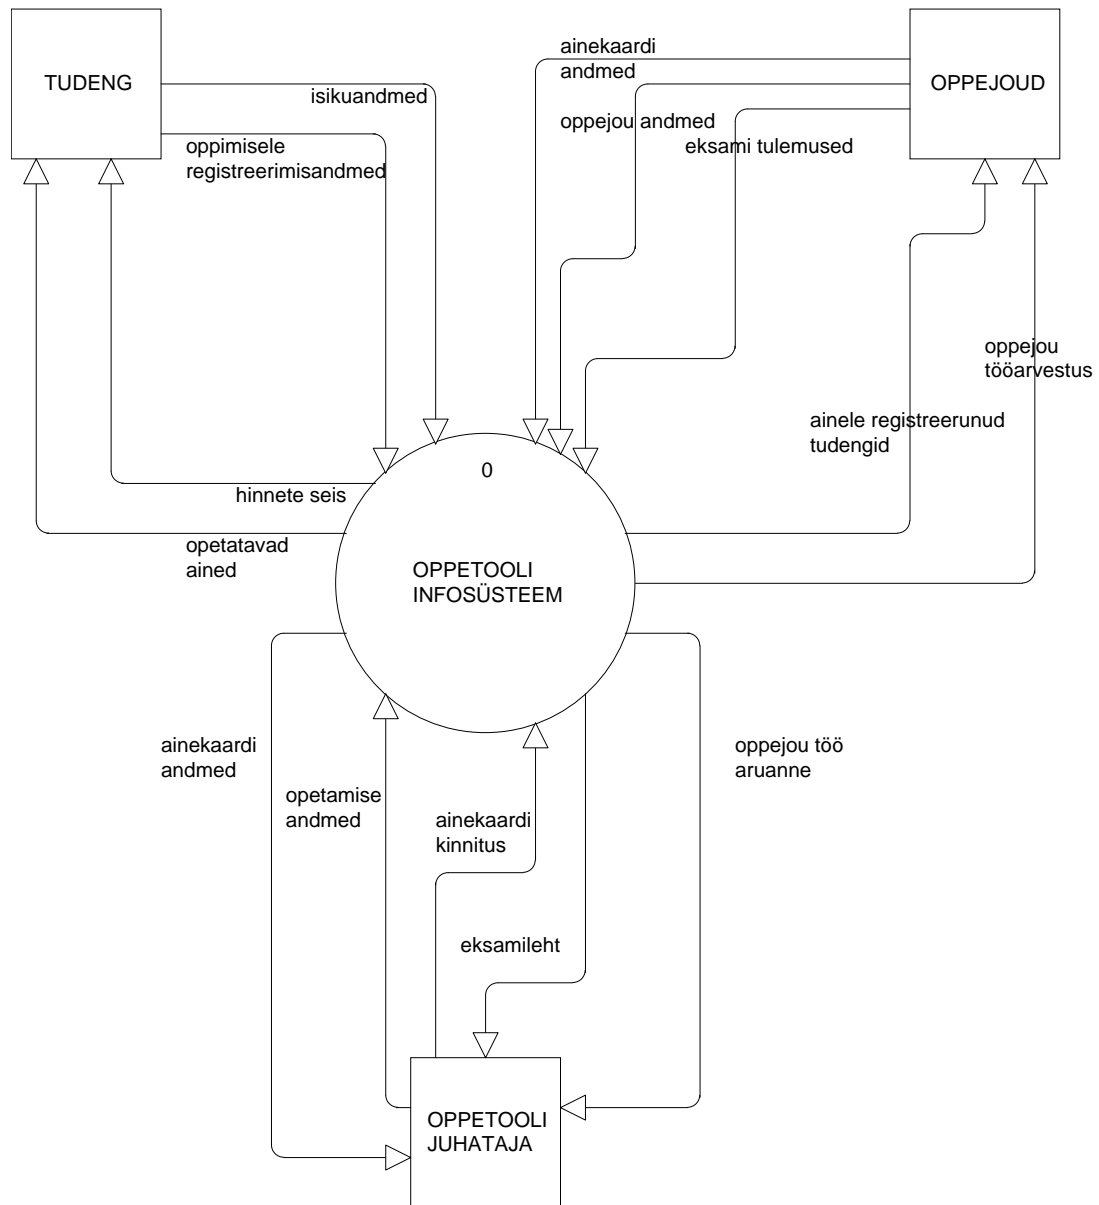 TUDENG
isikuandmed
oppimisele
registreerimisandmed
ainekaardi
andmed
oppejou andmed
eksami tulemused
OPPEJOUD
oppejou
tööarvestus
ainele registreerunud
tudengid
0
hinnete seis
opetatavad
ained
OPPETOOLI
INFOSÜSTEEM
ainekaardi
andmed
opetamise
andmed
ainekaardi
kinnitus
oppejou töö
aruanne
eksamileht
OPPETOOLI
JUHATAJA